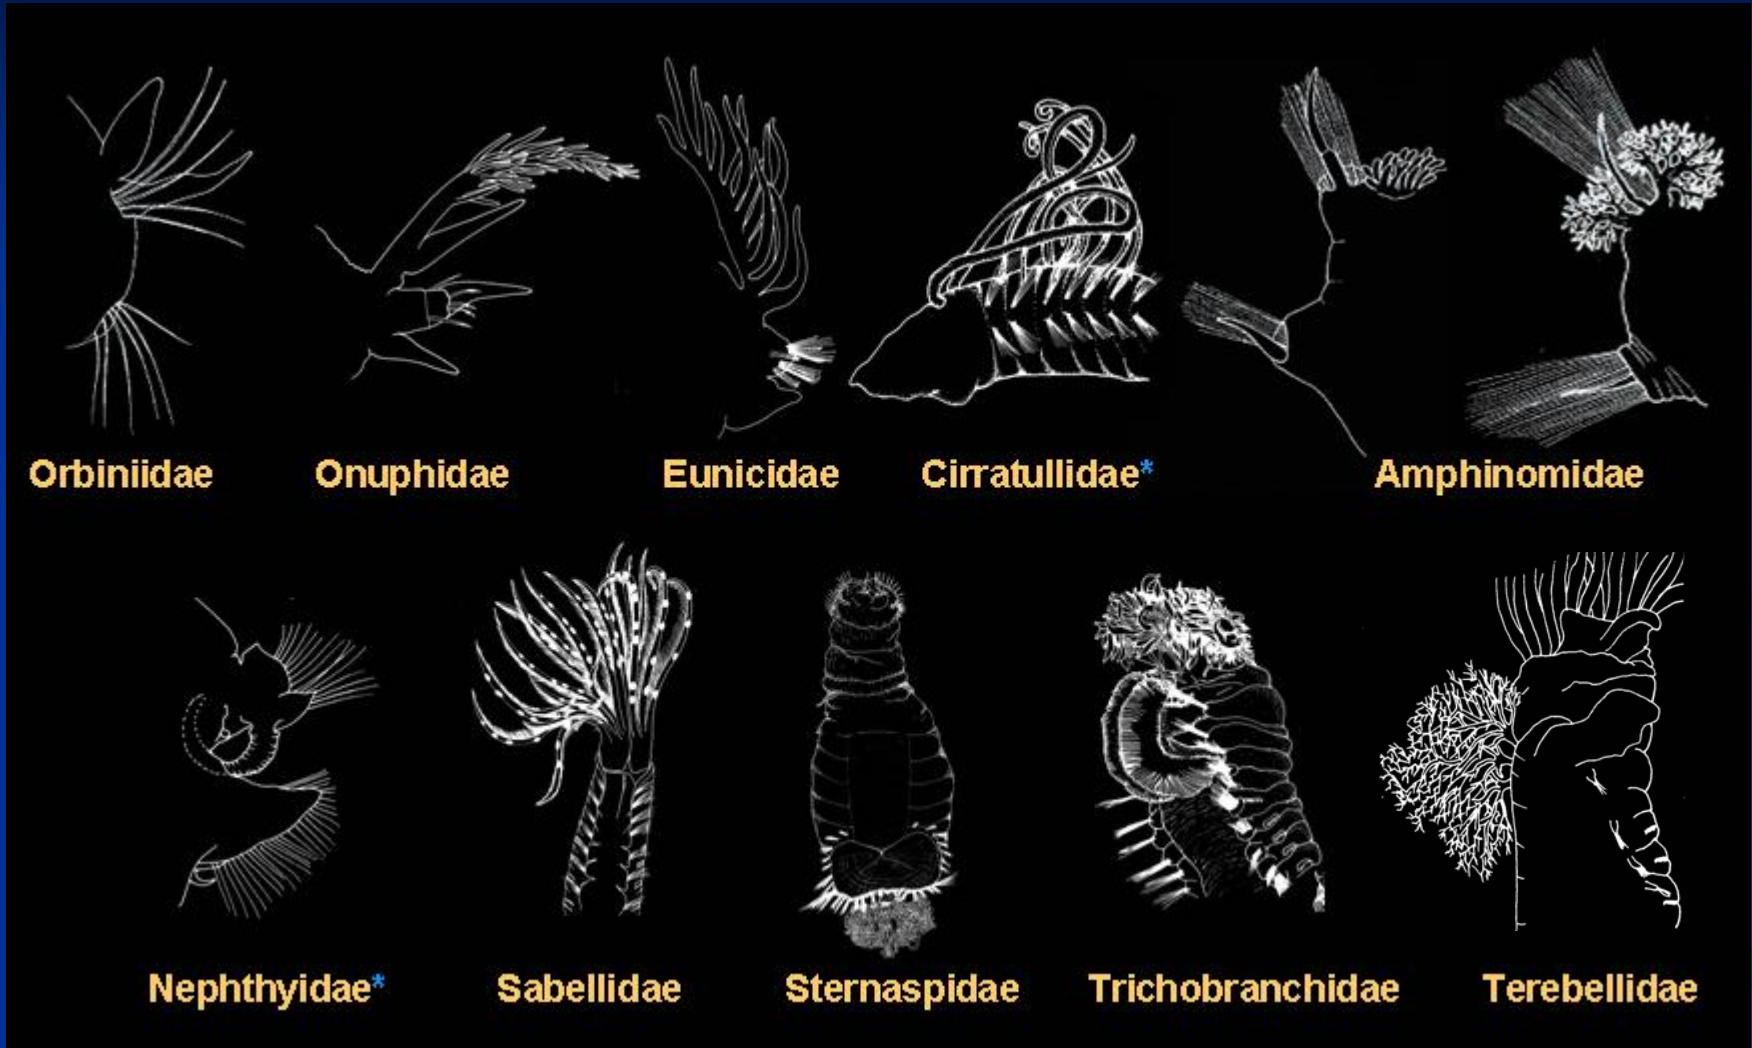 Orbiniidae Onuphidae Eunicidae Cirratullidae* Amphinomidae
Nephthyidae* Sabellidae Sternaspidae Trichobranchidae Terebellidae